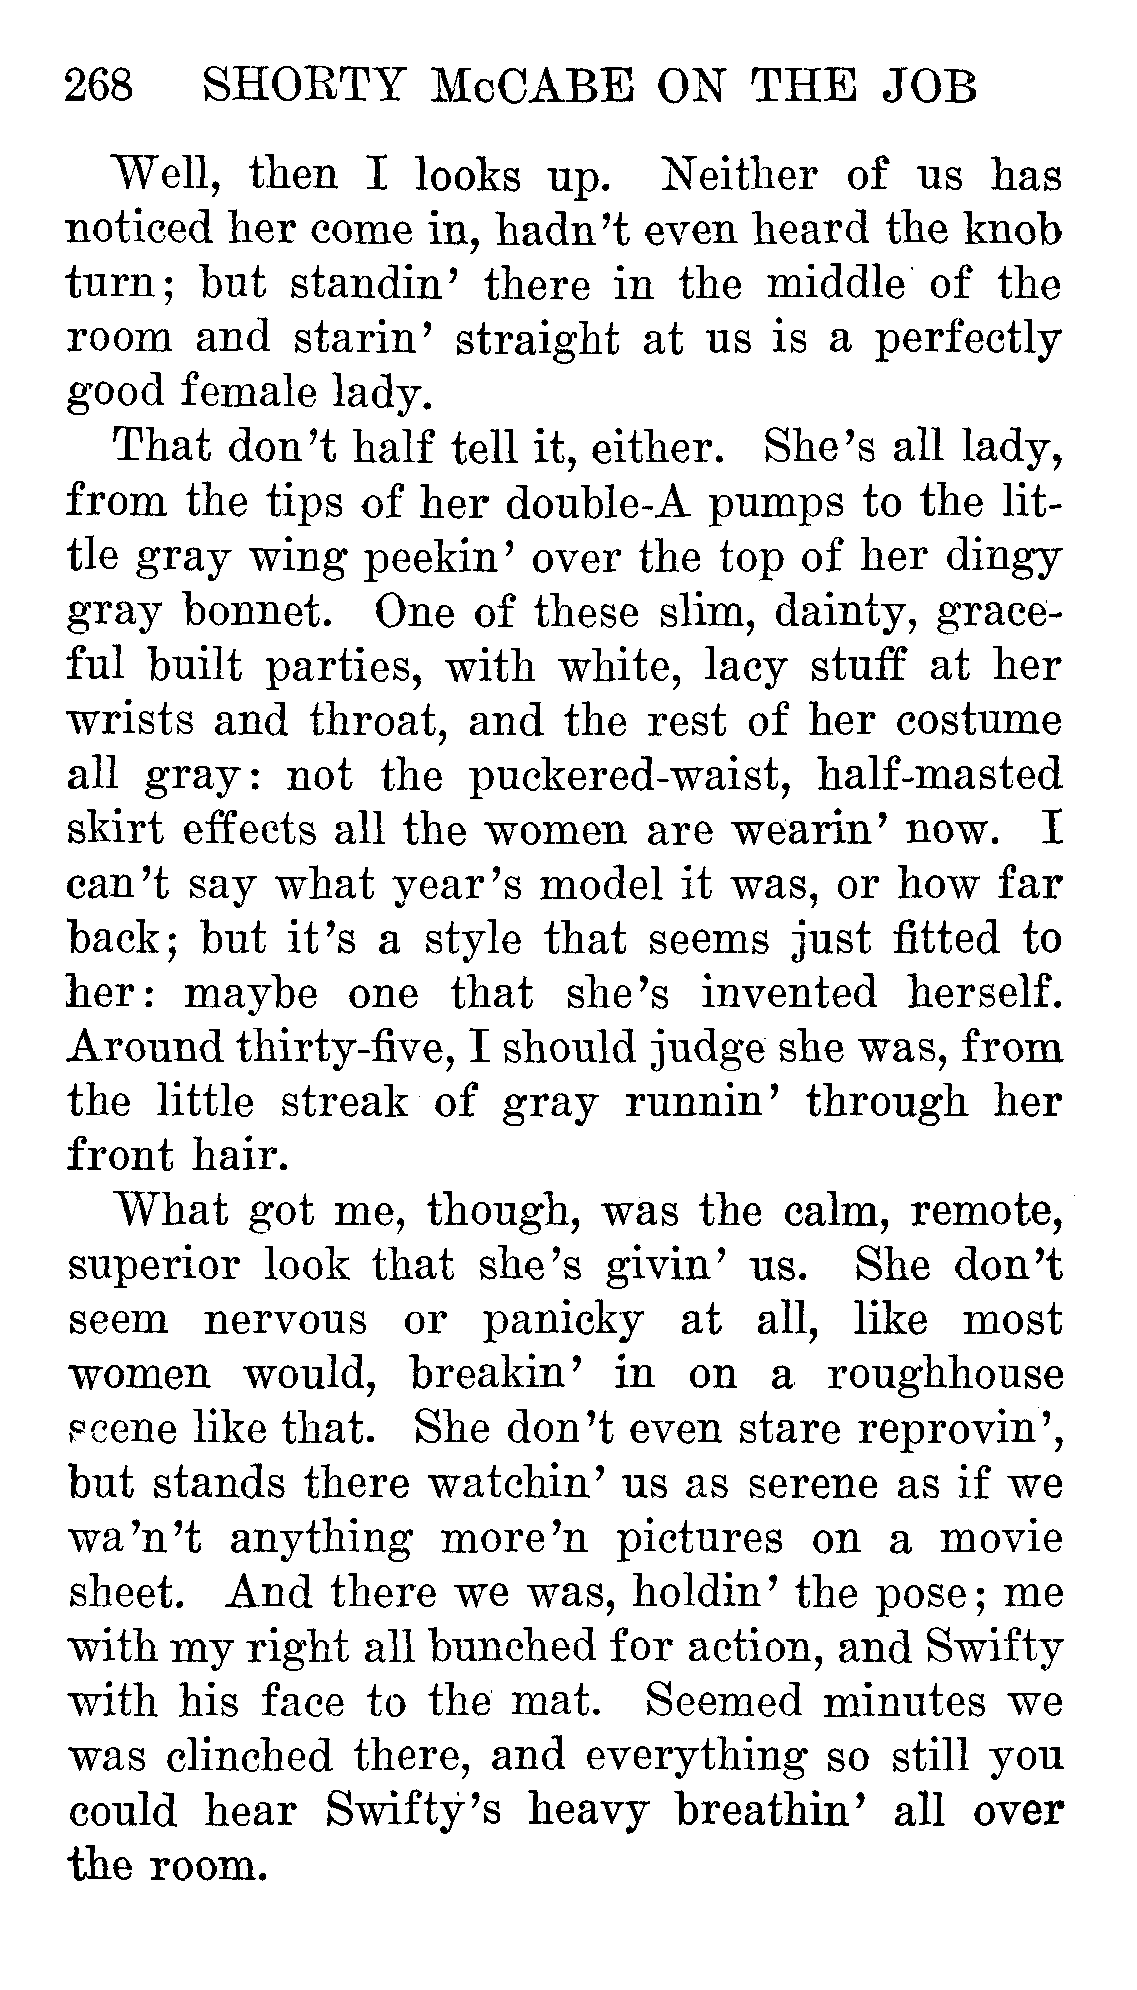 268 SHORTY McCABE ON THE JOB
Well, then I looks up. Neither of us has
noticed her come in, hadn't even heard the knob
turn; but standin' there in the middle of the
room and starin' straight at us is a perfectly
good female lady.
That don't half tell it, either. She's all lady,
from the tips of her double-A pumps to the lit-
tle gray wing peekin' over the top of her dingy
gray bonnet. One of these slim, dainty, grace-
ful built parties, with white, lacy stuff at her
wrists and throat, and the rest of her costume
all gray: not the puckered-waist, half-masted
skirt effects all the women are wearin' now. I
can't say what year's model it was, or how far
back; but it's a style that seems just fitted to
her: maybe one that she's invented herself.
Around thirty-five, I should judge she was, from
the little streak of gray runnin' through her
front hair.
What got me, though, was the calm, remote,
superior look that she's givin' us. She don't
seem nervous or panicky at all, like most
women would, breakin' in on a roughhouse
scene like that. She don't even stare reprovin',
but stands there watchin' us as serene as if we
wa'n't anything more'n pictures on a movie
sheet. And there we was, holdin' the pose; me
with my right all bunched for action, and Swifty
with his face to the mat. Seemed minutes we
was clinched there, and everything so still you
could hear Swifty's heavy breathin' all over
the room.